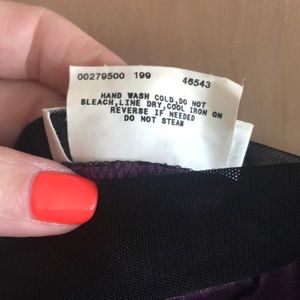 00279500 199 46543
HAND WASH COLD,DO NOT
BLEACH,LINE DRY,COOL IRON ON
REVERSE IF NEEDED
DO NOT STEAM